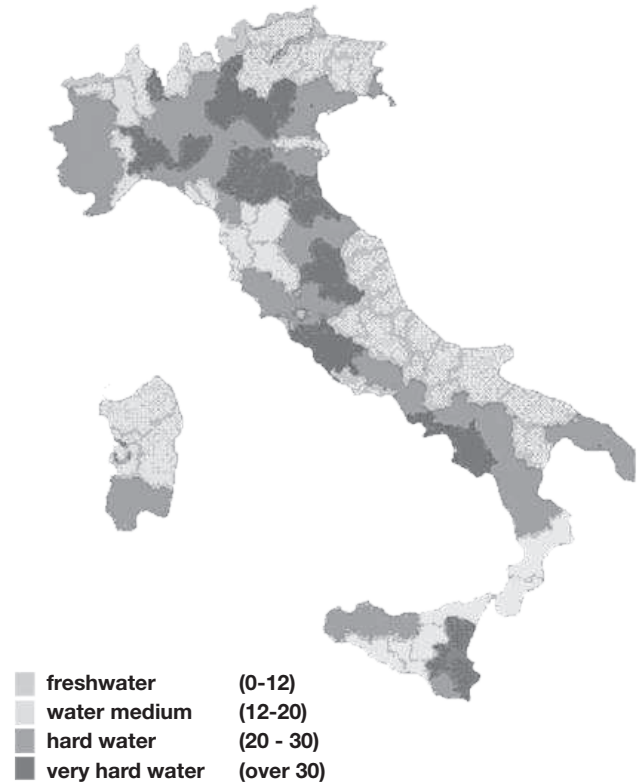 freshwater (0-12)
water medium (12-20)
hard water (20 - 30)
very hard water (over 30)